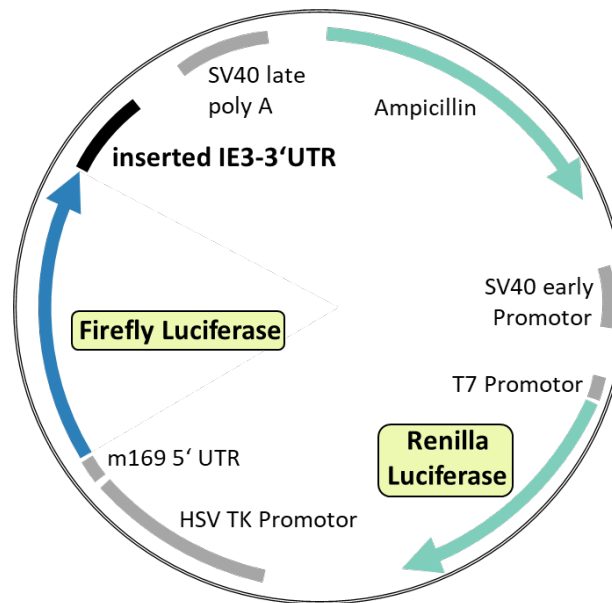 SV40 late
poly A
Ampicillin
inserted IE3-3‘UTR
SV40 early
Promotor
Firefly Luciferase
T7 Promotor
Renilla
Luciferase
m169 5‘ UTR
HSV TK Promotor